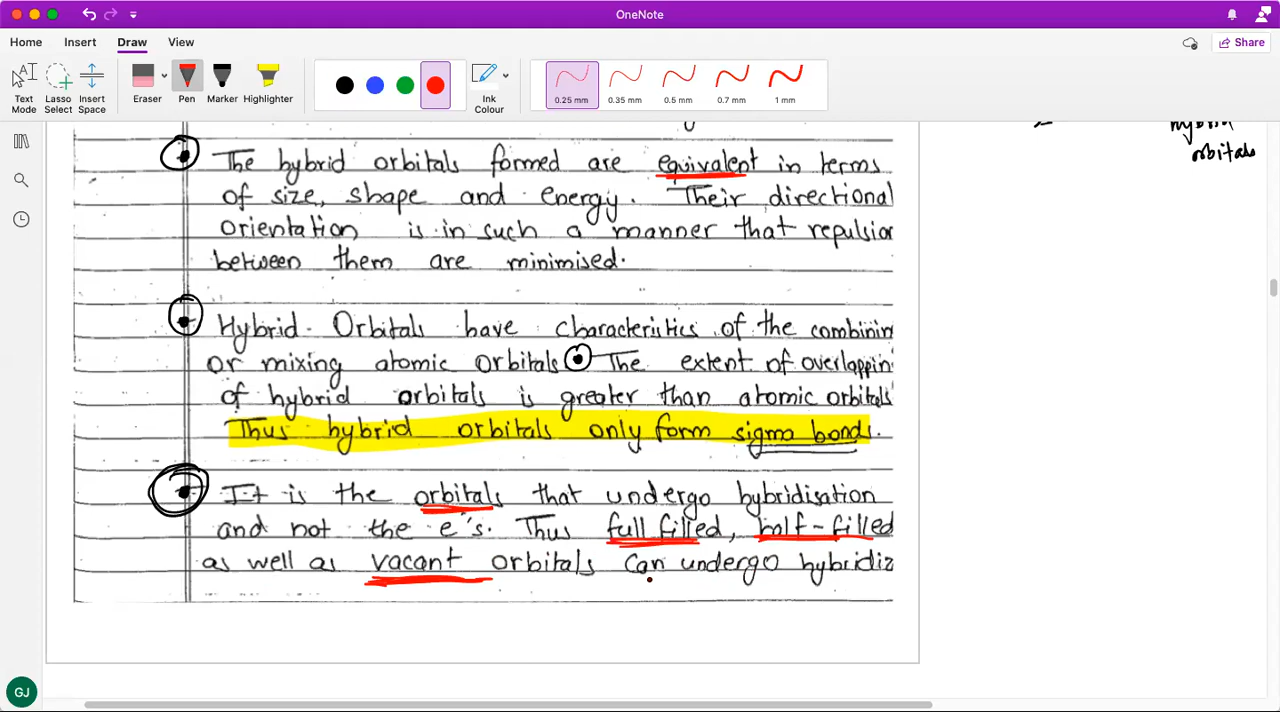 OneNote
Home Insert Draw View
Share
Text Mode
Lasso Select
Insert Space
Eraser
Pen
Marker
Highlighter
Ink Colour
0.25 mm
0.35 mm
0.5 mm
0.7 mm
1 mm
hybrid
orbitals
The hybrid orbitals formed are equivalent in terms
of size, shape and energy. Their directional
orientation is in such a manner that repulsion
between them are minimised.
Hybrid Orbitals have characteristics of the combinin
or mixing atomic orbitals The extent of overlappin
of hybrid orbitals is greater than atomic orbitals
Thus hybrid orbitals only form sigma bonds.
It is the orbitals that undergo hybridisation
and not the e⁻s. Thus full filled, half-filled
as well as vacant orbitals can undergo hybridiz
GJ